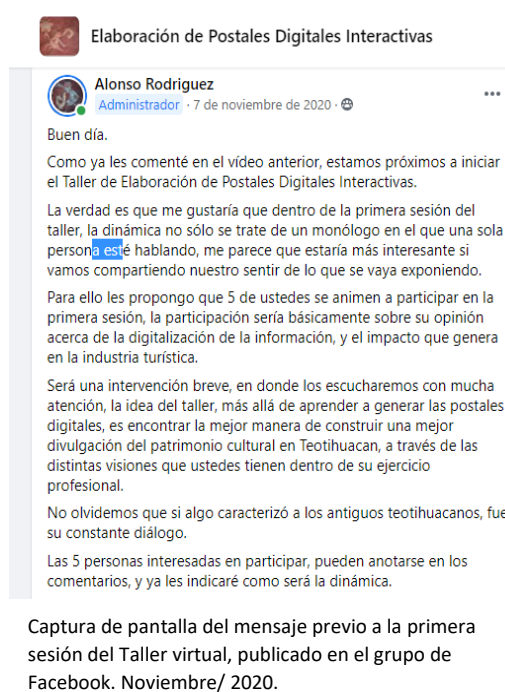 Elaboración de Postales Digitales Interactivas
Alonso Rodriguez
Administrador · 7 de noviembre de 2020 ·
Buen día.
Como ya les comenté en el vídeo anterior, estamos próximos a iniciar
el Taller de Elaboración de Postales Digitales Interactivas.
La verdad es que me gustaría que dentro de la primera sesión del
taller, la dinámica no sólo se trate de un monólogo en el que una sola
persona esté hablando, me parece que estaría más interesante si
vamos compartiendo nuestro sentir de lo que se vaya exponiendo.
Para ello les propongo que 5 de ustedes se animen a participar en la
primera sesión, la participación sería básicamente sobre su opinión
acerca de la digitalización de la información, y el impacto que genera
en la industria turística.
Será una intervención breve, en donde los escucharemos con mucha
atención, la idea del taller, más allá de aprender a generar las postales
digitales, es encontrar la mejor manera de construir una mejor
divulgación del patrimonio cultural en Teotihuacan, a través de las
distintas visiones que ustedes tienen dentro de su ejercicio
profesional.
No olvidemos que si algo caracterizó a los antiguos teotihuacanos, fue
su constante diálogo.
Las 5 personas interesadas en participar, pueden anotarse en los
comentarios, y ya les indicaré como será la dinámica.
Captura de pantalla del mensaje previo a la primera
sesión del Taller virtual, publicado en el grupo de
Facebook. Noviembre/ 2020.